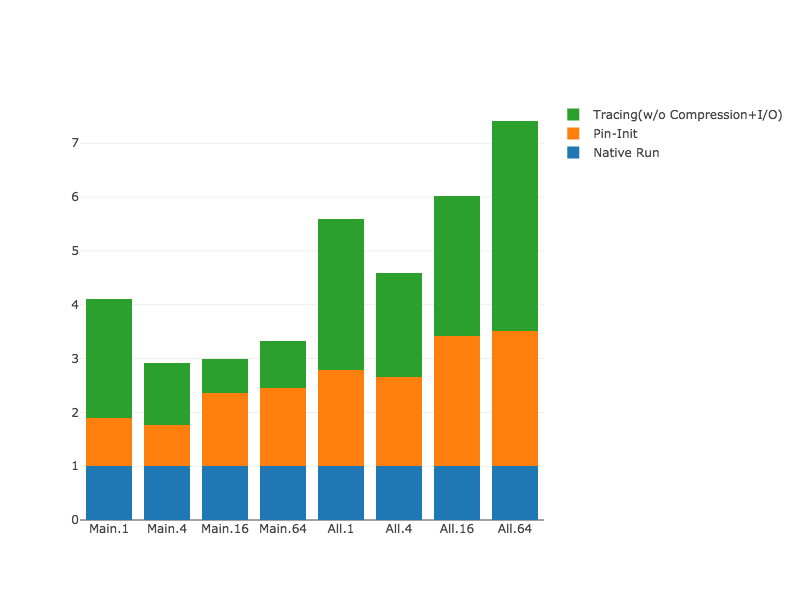 Tracing(w/o Compression+I/O)
Pin-Init
Native Run
7
6
5
4
3
2
1
0
Main.1 Main.4 Main.16 Main.64 All.1 All.4 All.16 All.64